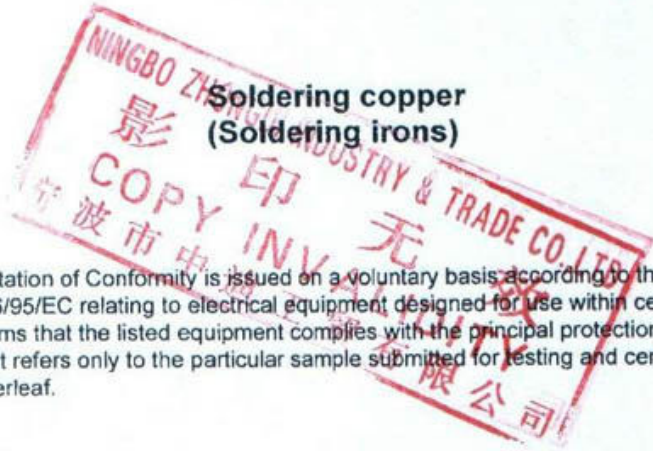 Soldering copper
(Soldering irons)
NINGBO INDUSTRY & TRADE CO., LTD
影印无效
COPY INVALIDITY
宁波市中 有限公司
tation of Conformity is issued on a voluntary basis according to th
6/95/EC relating to electrical equipment designed for use within ce
ms that the listed equipment complies with the principal protection
t refers only to the particular sample submitted for testing and cer
erleaf.